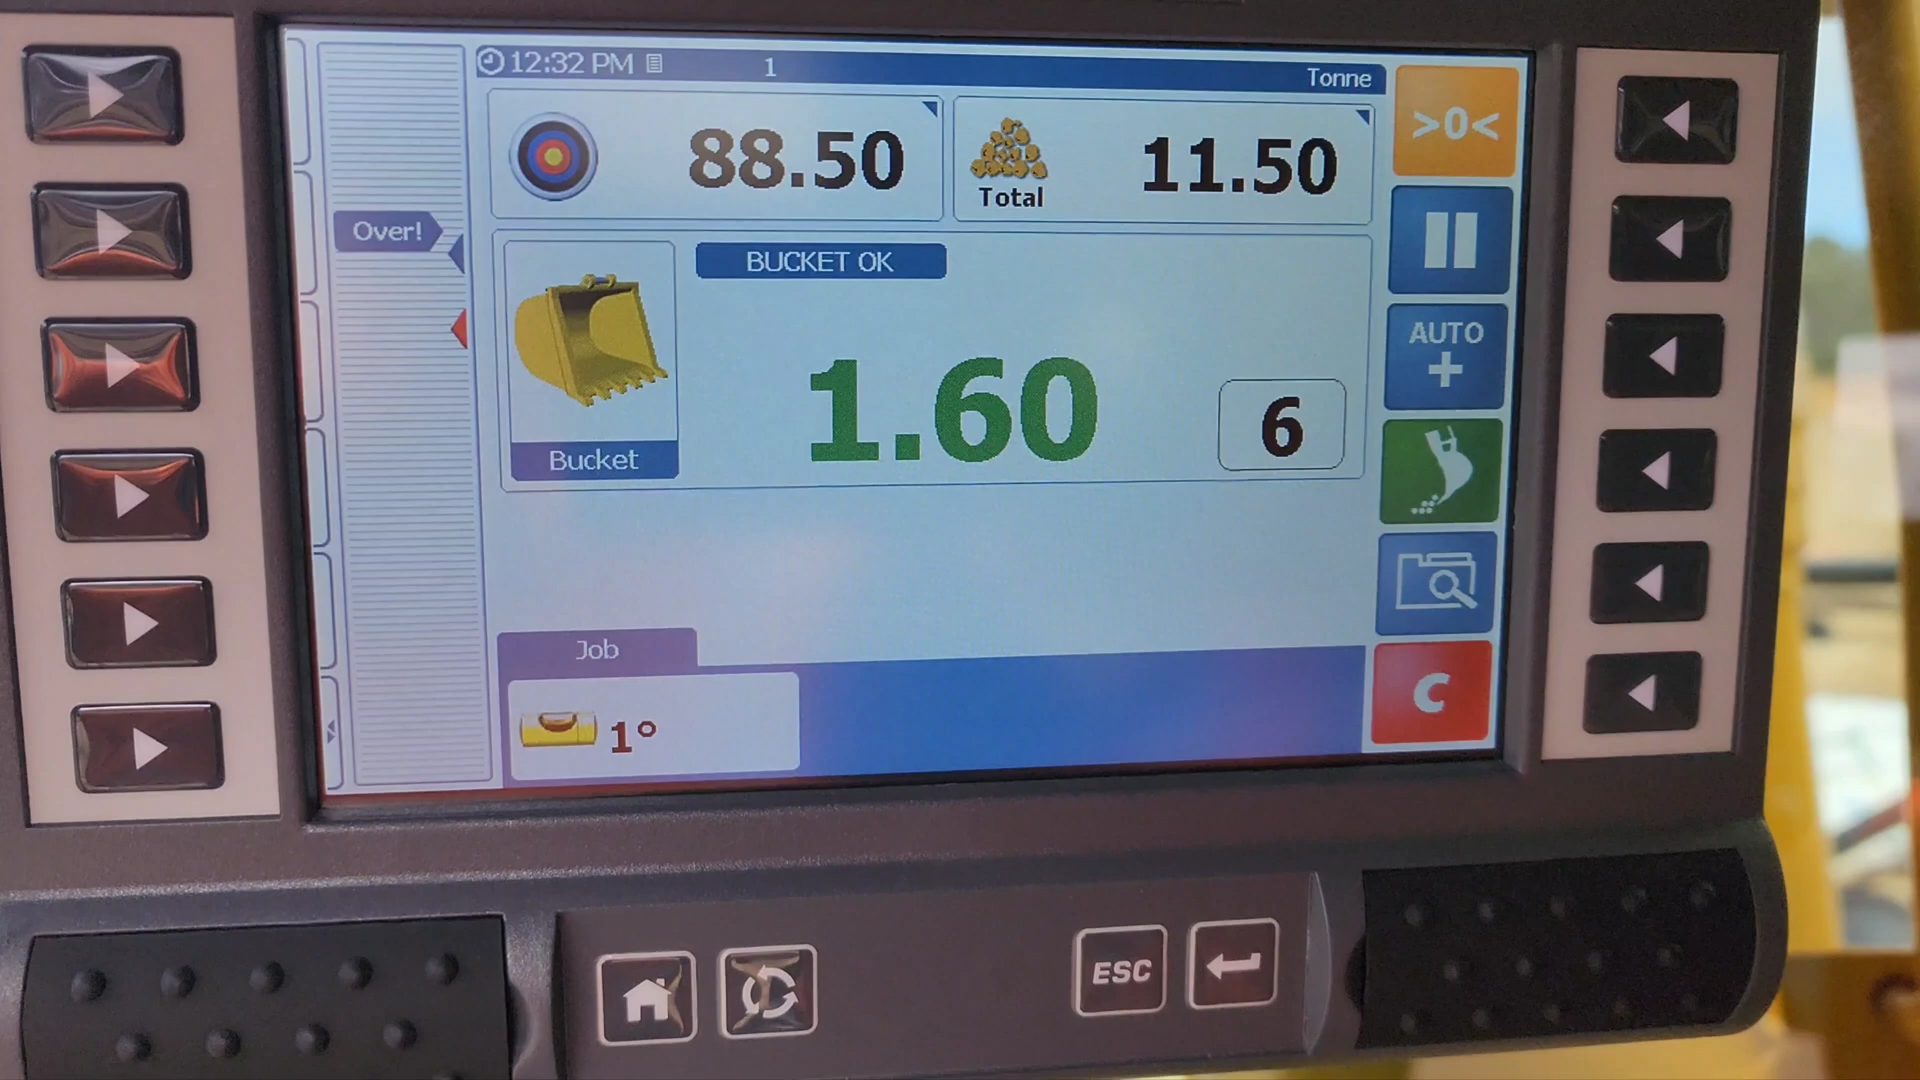 12:32 PM 1 Tonne
88.50
Total 11.50
>0<
Over!
BUCKET OK
AUTO
+
1.60
6
Bucket
Job
1°
C
ESC